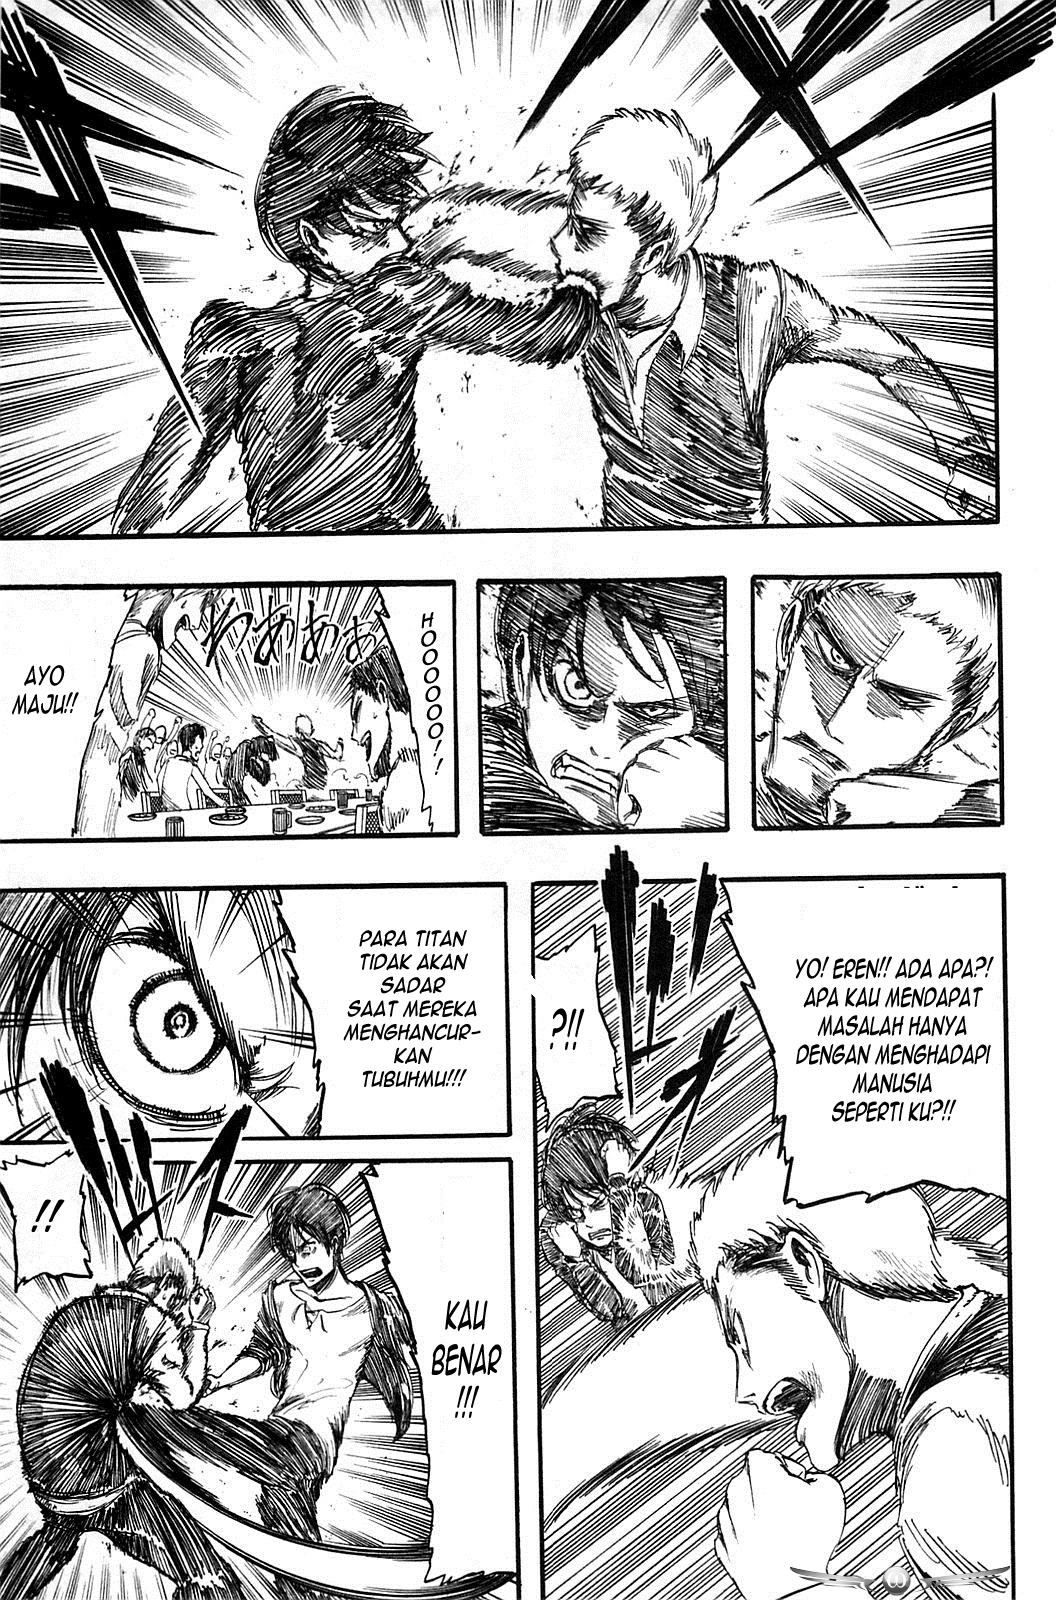 HOOOOOO!!
わあああぁ
AYO
MAJU!!
YO! EREN!! ADA APA?!
APA KAU MENDAPAT
MASALAH HANYA
DENGAN MENGHADAPI
MANUSIA
SEPERTI KU?!!
?!!
PARA TITAN
TIDAK AKAN
SADAR
SAAT MEREKA
MENGHANCUR-
KAN
TUBUHMU!!!
KAU
BENAR
!!!
!!